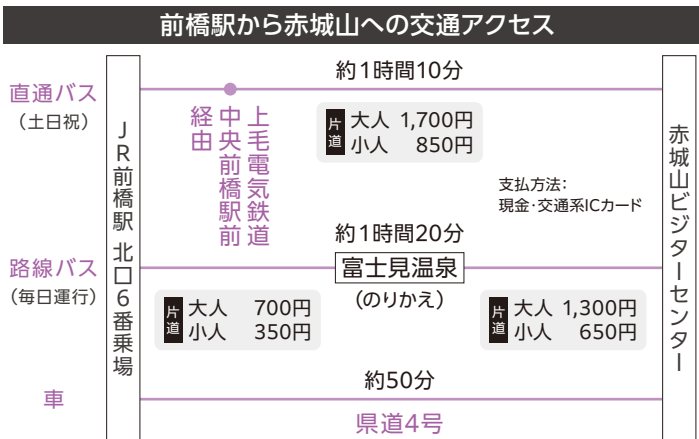 前橋駅から赤城山への交通アクセス
直通バス
（土日祝）
路線バス
（毎日運行）
車
JR前橋駅 北口6番乗場
約1時間10分
上毛電気鉄道
中央前橋駅前
経由
片道
大人 1,700円
小人 850円
支払方法：
現金・交通系ICカード
約1時間20分
富士見温泉
（のりかえ）
片道
大人 700円
小人 350円
片道
大人 1,300円
小人 650円
約50分
県道4号
赤城山ビジターセンター